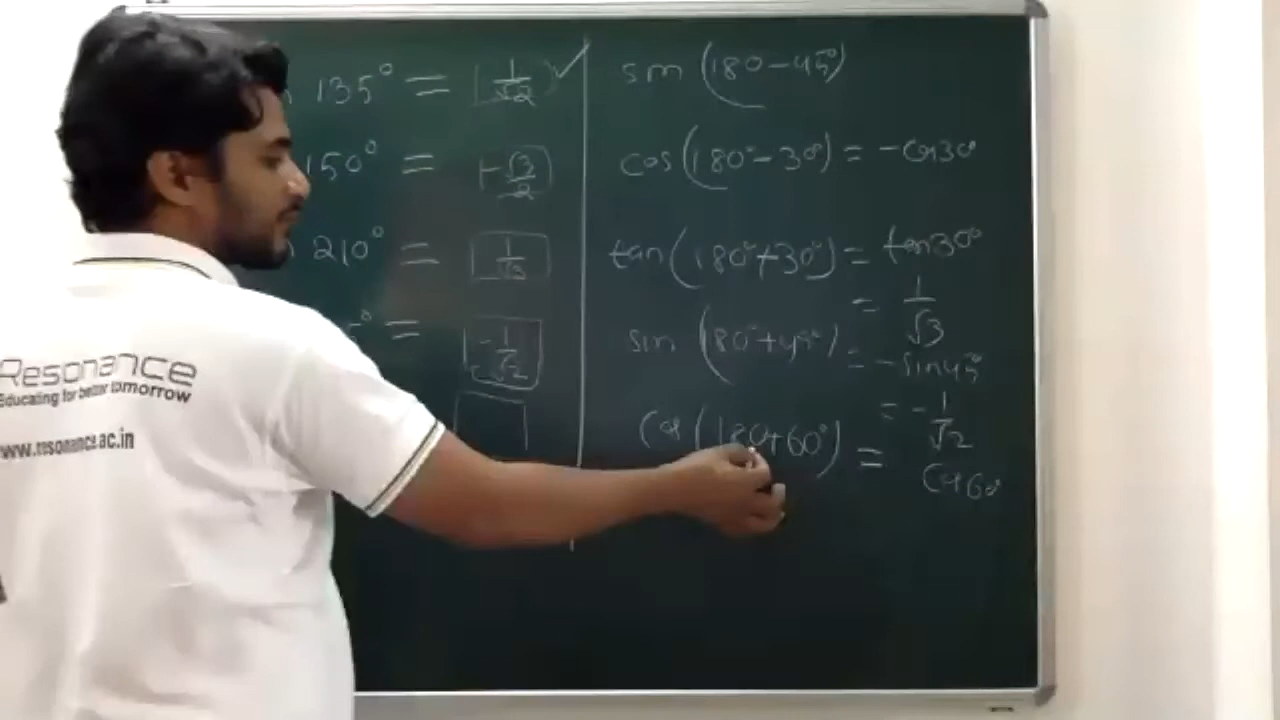 135° = 1/√2 ✓
150° = -√3/2
210° = 1/√3
= -1/√2
sin (180-45°)
cos (180°-30°) = -cos30°
tan (180°+30°) = tan30°
= 1/√3
sin (180°+45°) = -sin45°
= -1/√2
Cos (180+60°) = Cos60°
Resonance
Educating for better tomorrow
www.resonance.ac.in